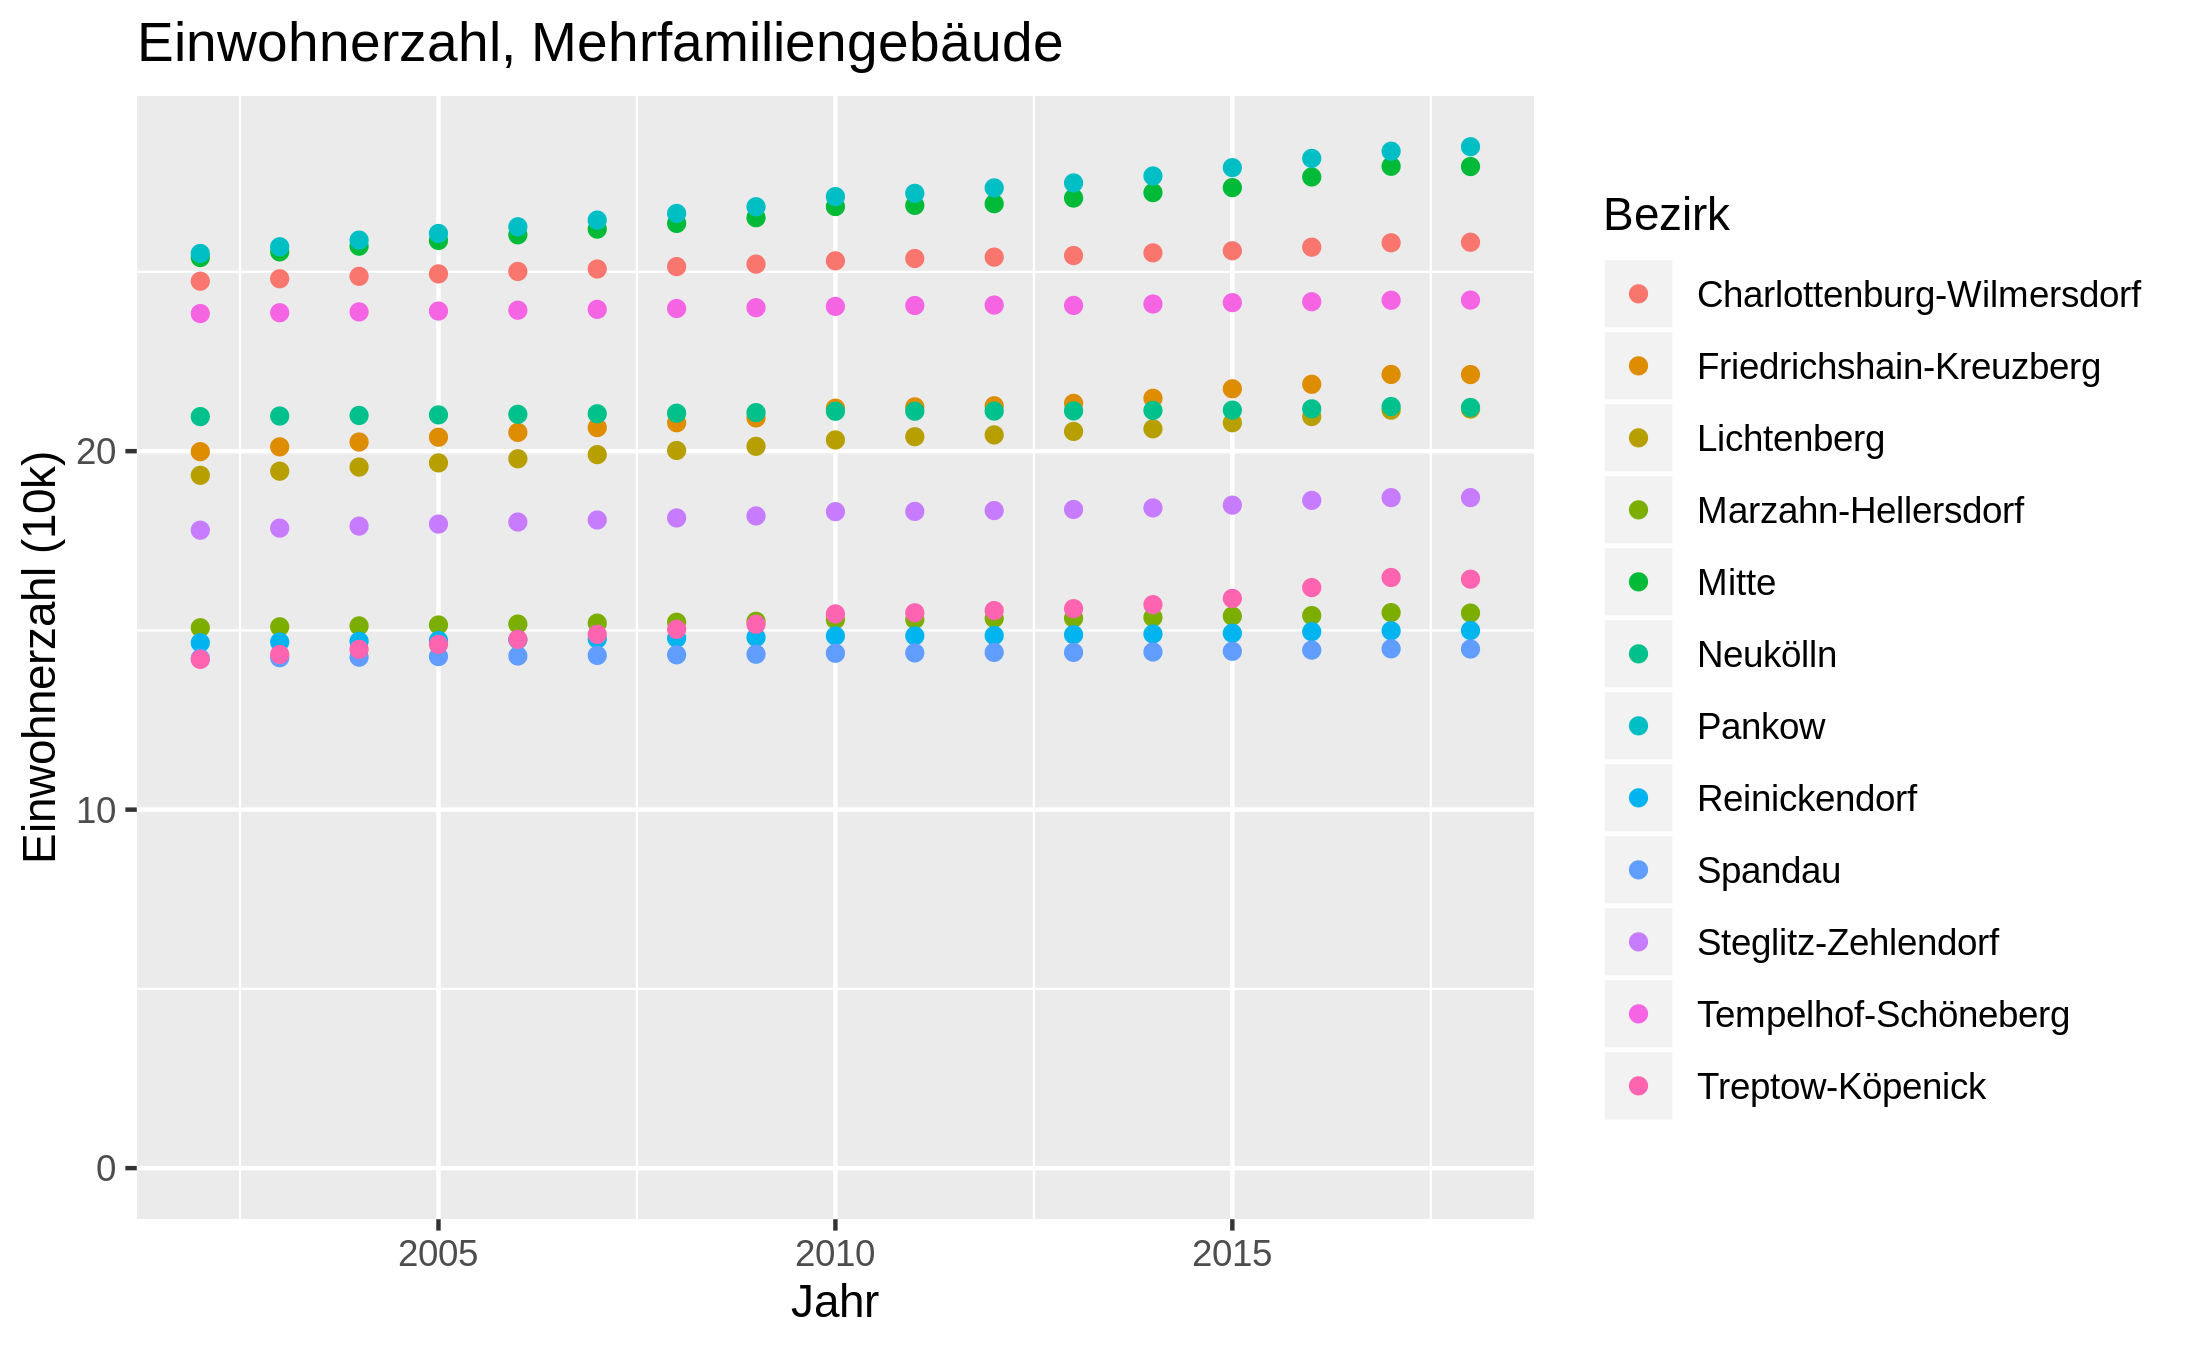 Einwohnerzahl, Mehrfamiliengebäude
Einwohnerzahl (10k)
20
10
0
2005
2010
2015
Jahr
Bezirk
Charlottenburg-Wilmersdorf
Friedrichshain-Kreuzberg
Lichtenberg
Marzahn-Hellersdorf
Mitte
Neukölln
Pankow
Reinickendorf
Spandau
Steglitz-Zehlendorf
Tempelhof-Schöneberg
Treptow-Köpenick